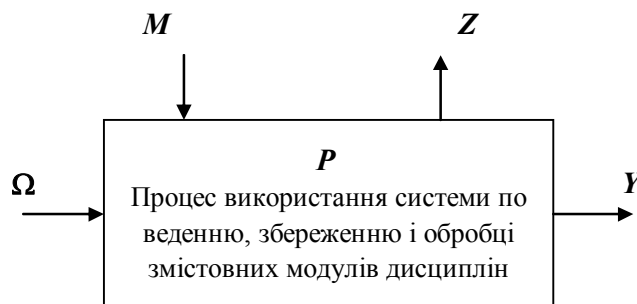 M Z
P
Ω Y
Процес використання системи по
веденню, збереженню і обробці
змістовних модулів дисциплін